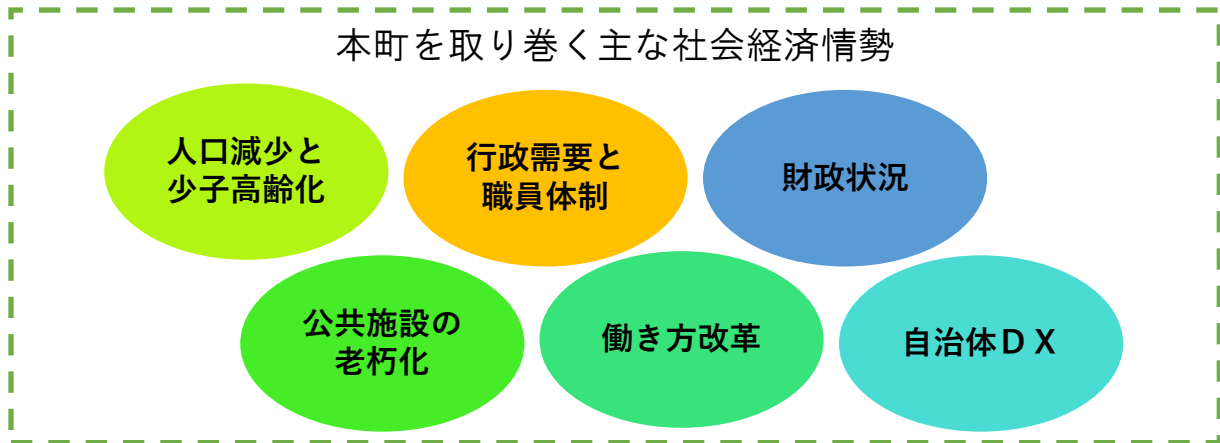 本町を取り巻く主な社会経済情勢
人口減少と
少子高齢化
行政需要と
職員体制
財政状況
公共施設の
老朽化
働き方改革
自治体ＤＸ